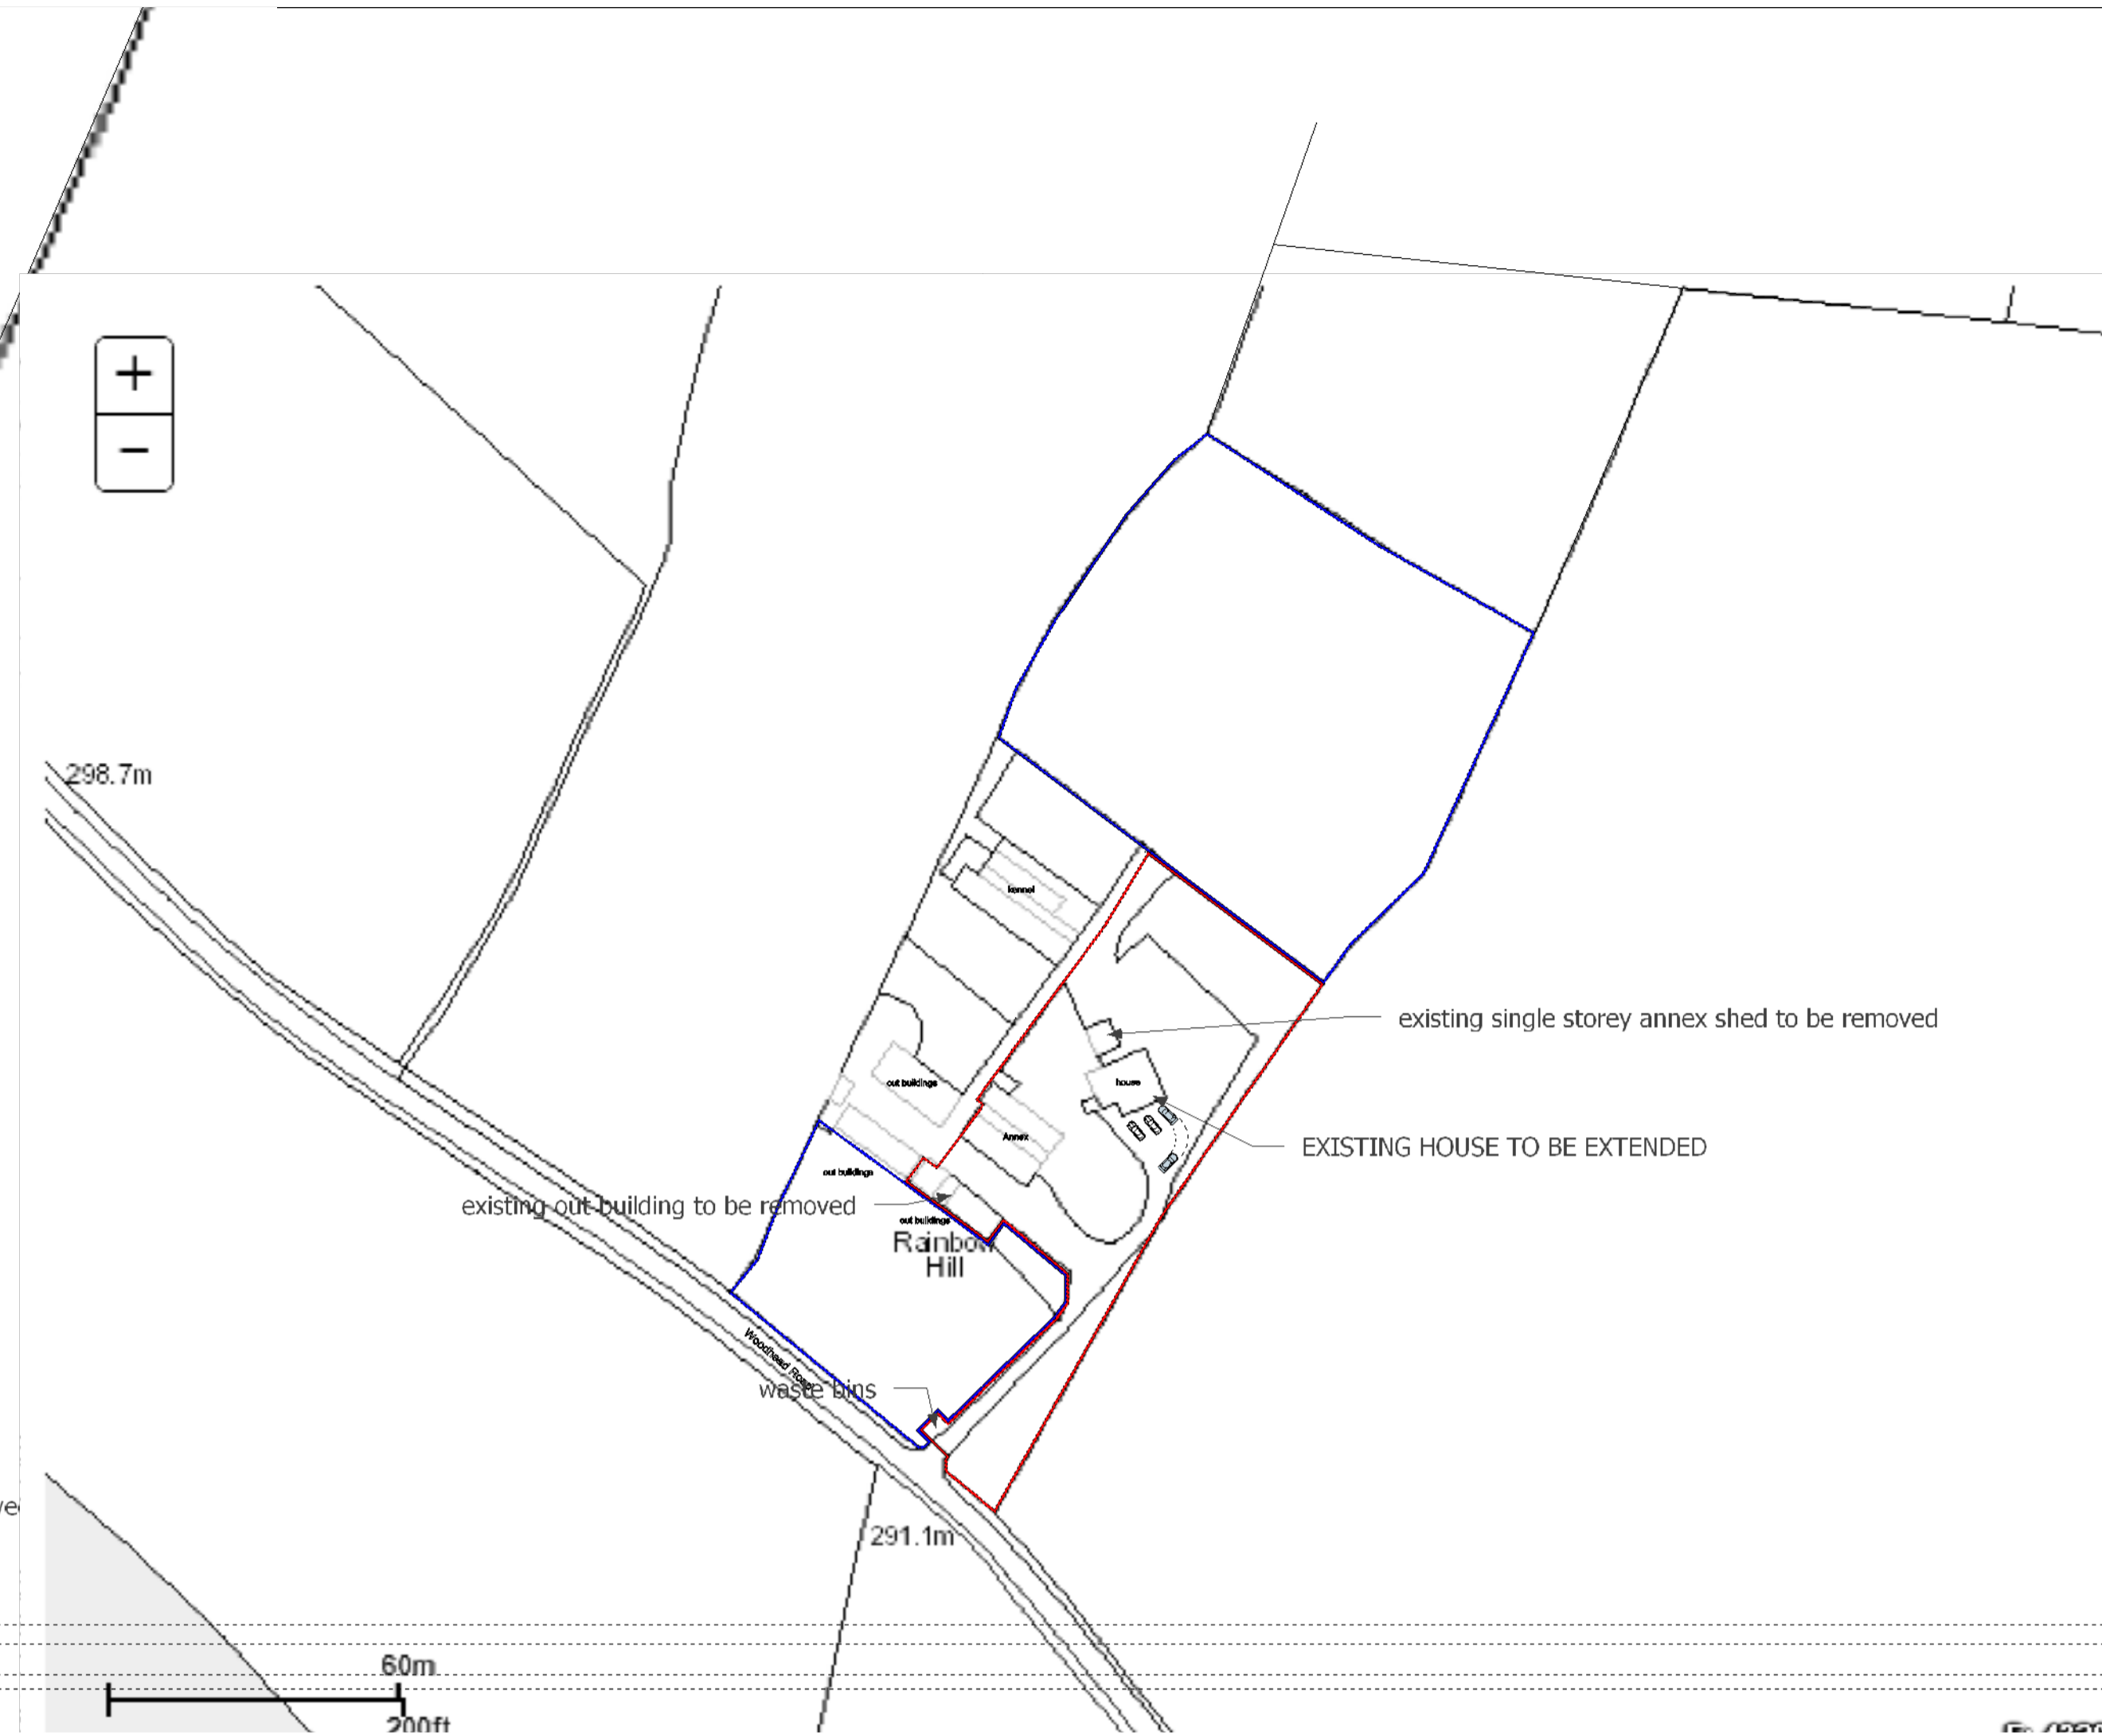 +
−
298.7m
kennel
existing single storey annex shed to be removed
out buildings
house
Annex
EXISTING HOUSE TO BE EXTENDED
out buildings
existing out-building to be removed
out buildings
Rainbow
Hill
Woodhead Road
waste bins
291.1m
60m
200ft